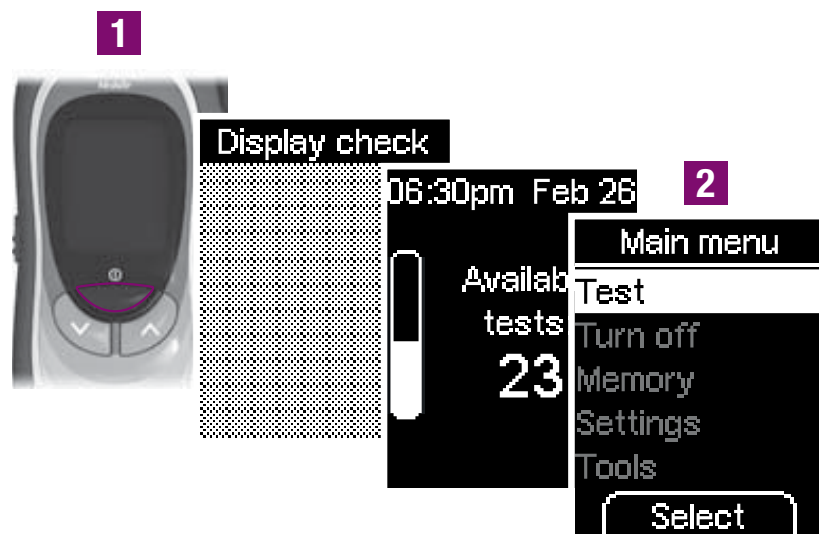 1
Display check
06:30pm Feb 26
Availab
tests
23
2
Main menu
Test
Turn off
Memory
Settings
Tools
Select